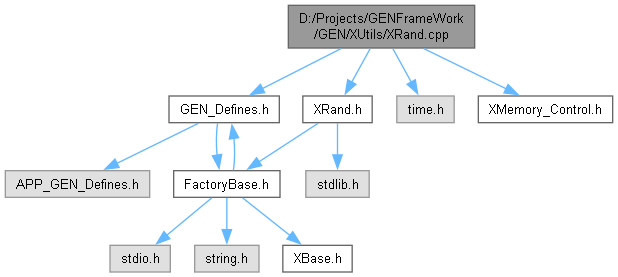 D:/Projects/GENFrameWork
/GEN/XUtils/XRand.cpp
GEN_Defines.h
XRand.h
time.h
XMemory_Control.h
APP_GEN_Defines.h
FactoryBase.h
stdlib.h
stdio.h
string.h
XBase.h